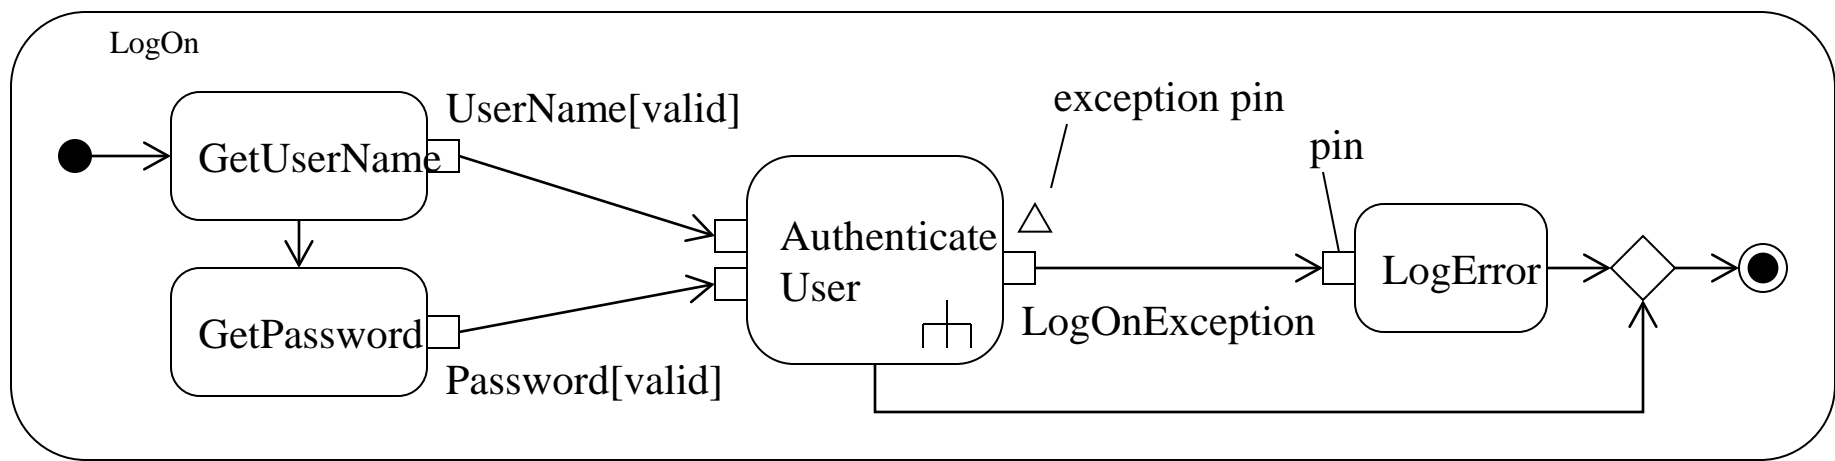 LogOn
UserName[valid]
exception pin
pin
GetUserName
Authenticate
User
LogError
GetPassword
LogOnException
Password[valid]